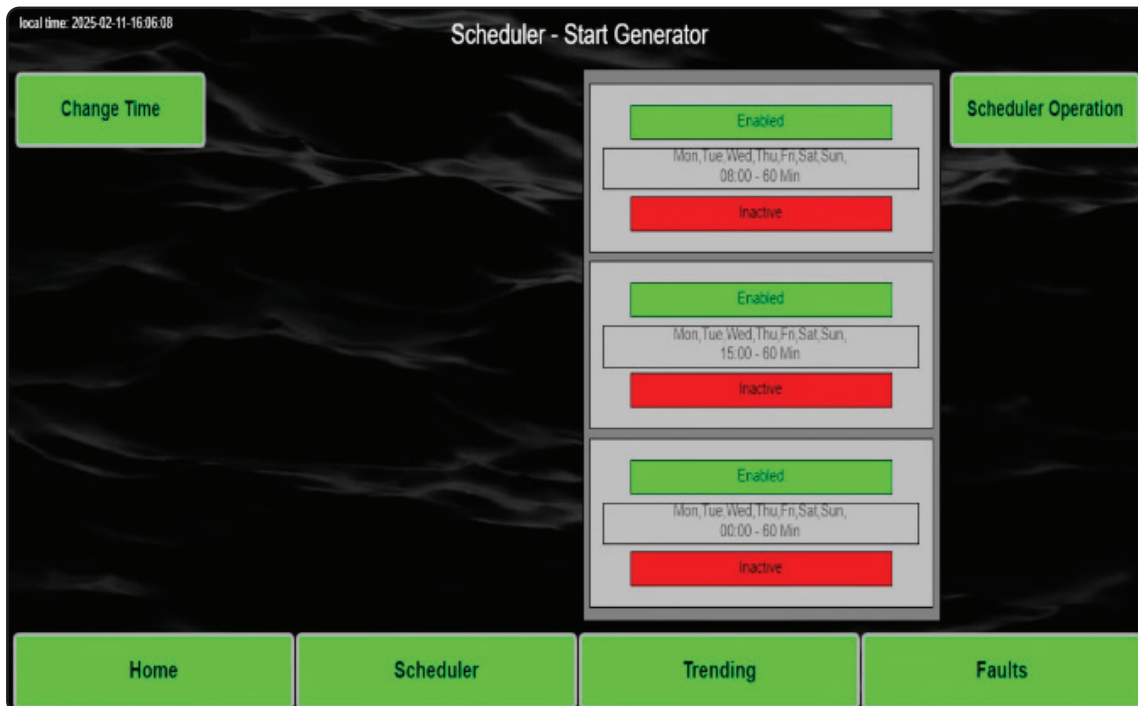 local time: 2025-02-11-16:06:08
Scheduler - Start Generator
Change Time
Scheduler Operation
Enabled
Mon,Tue,Wed,Thu,Fri,Sat,Sun,
08:00 - 60 Min
Inactive
Enabled
Mon,Tue,Wed,Thu,Fri,Sat,Sun,
15:00 - 60 Min
Inactive
Enabled
Mon,Tue,Wed,Thu,Fri,Sat,Sun,
00:00 - 60 Min
Inactive
Home
Scheduler
Trending
Faults